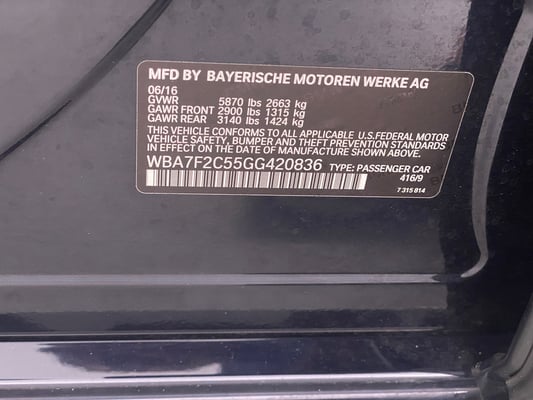 MFD BY BAYERISCHE MOTOREN WERKE AG
06/16
GVWR 5870 lbs 2663 kg
GAWR FRONT 2900 lbs 1315 kg
GAWR REAR 3140 lbs 1424 kg
THIS VEHICLE CONFORMS TO ALL APPLICABLE U.S.FEDERAL MOTOR
VEHICLE SAFETY, BUMPER AND THEFT PREVENTION STANDARDS
IN EFFECT ON THE DATE OF MANUFACTURE SHOWN ABOVE.
WBA7F2C55GG420836 TYPE: PASSENGER CAR
416/9
7 315 814